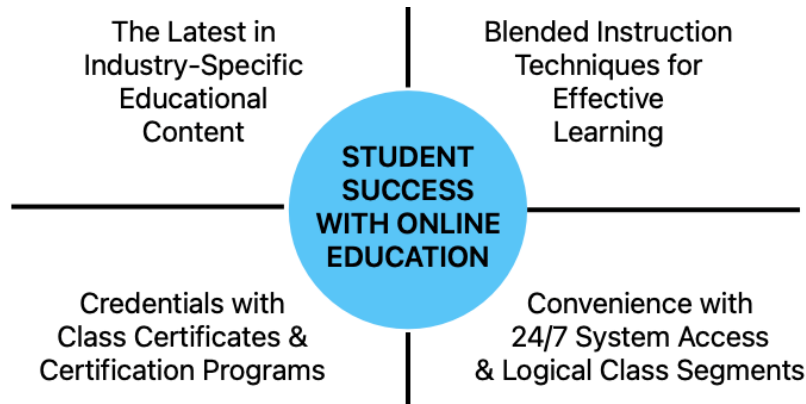 The Latest in
Industry-Specific
Educational
Content
Blended Instruction
Techniques for
Effective
Learning
STUDENT
SUCCESS
WITH ONLINE
EDUCATION
Credentials with
Class Certificates &
Certification Programs
Convenience with
24/7 System Access
& Logical Class Segments